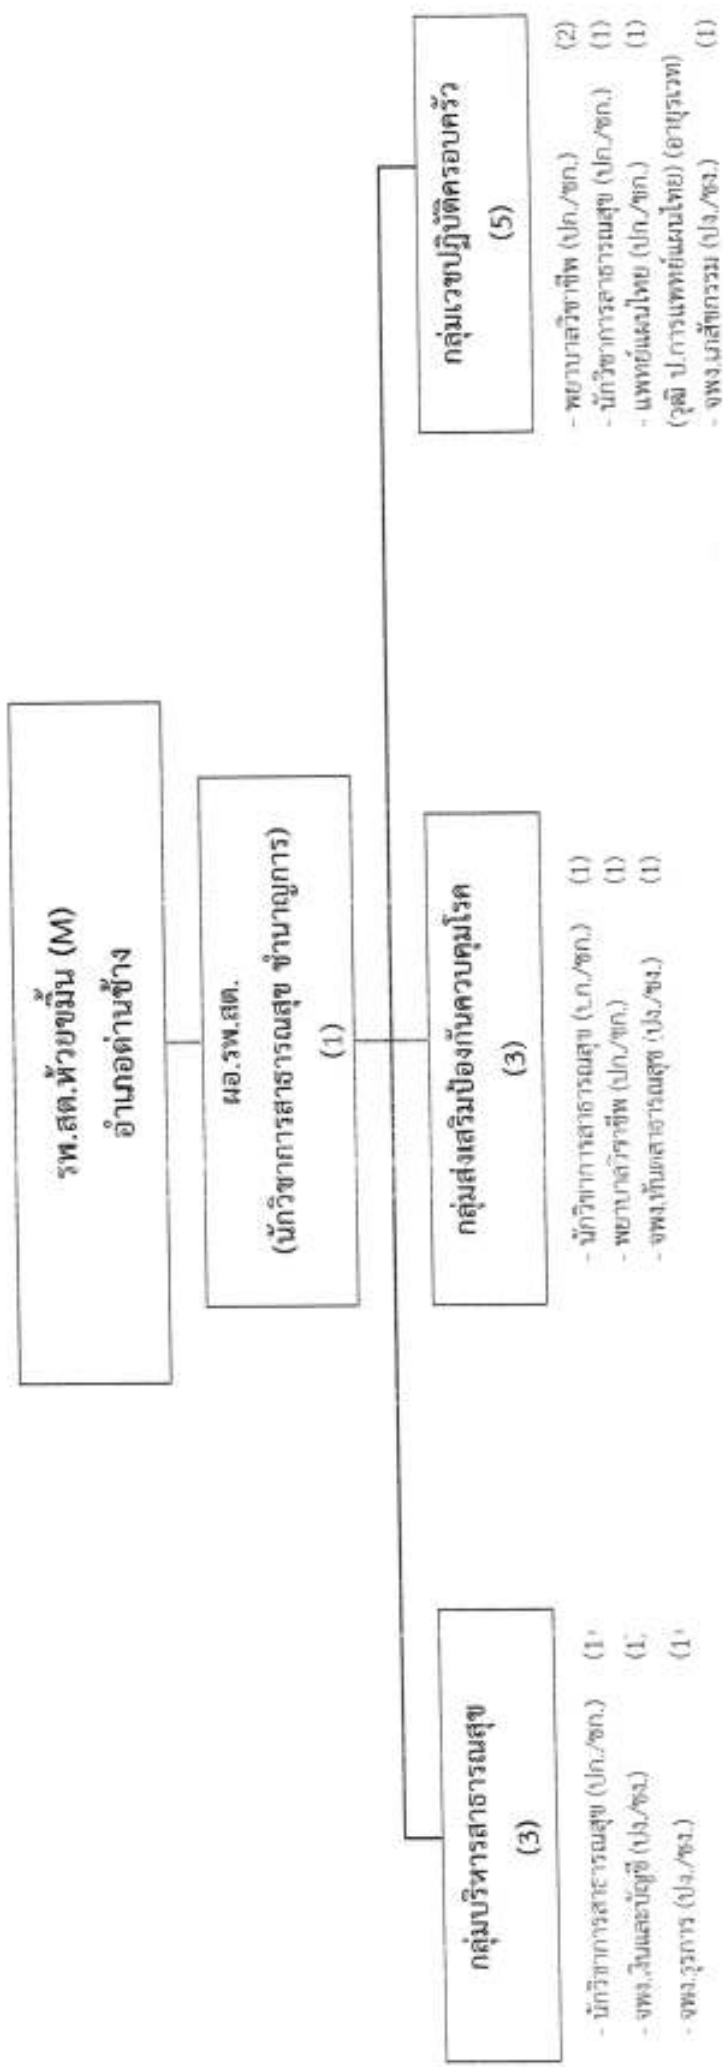 รพ.สต.ห้วยขมิ้น (M)
อำเภอด่านช้าง
ผอ.รพ.สต.
(นักวิชาการสาธารณสุข ชำนาญการ)
(1)
กลุ่มบริหารสาธารณสุข
(3)
- นักวิชาการสาธารณสุข (ปก./ชก.) (1
- จพง.เงินและบัญชี (ปง./ชง.) (1
- จพง.ธุรการ (ปง./ชง.) (1
กลุ่มส่งเสริมป้องกันควบคุมโรค
(3)
- นักวิชาการสาธารณสุข (ปก./ชก.) (1)
- พยาบาลวิชาชีพ (ปก./ชก.) (1)
- จพง.ทันตสาธารณสุข (ปง./ชง.) (1)
กลุ่มเวชปฏิบัติครอบครัว
(5)
- พยาบาลวิชาชีพ (ปก./ชก.) (2)
- นักวิชาการสาธารณสุข (ปก./ชก.) (1)
- แพทย์แผนไทย (ปก./ชก.) (1)
(วุฒิ ป.การแพทย์แผนไทย) (อายุรเวท)
- จพง.เภสัชกรรม (ปง./ชง.) (1)